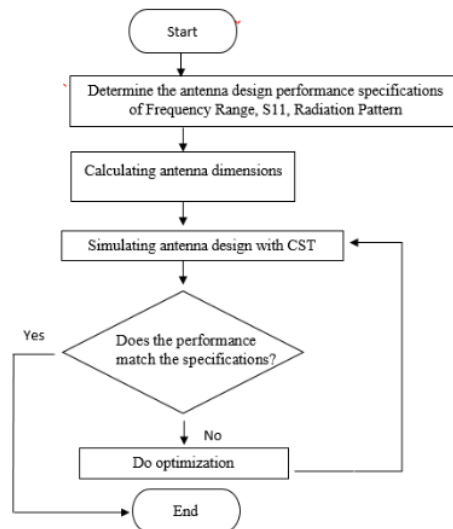 Start
Determine the antenna design performance specifications
of Frequency Range, S11, Radiation Pattern
Calculating antenna dimensions
Simulating antenna design with CST
Yes
Does the performance
match the specifications?
No
Do optimization
End